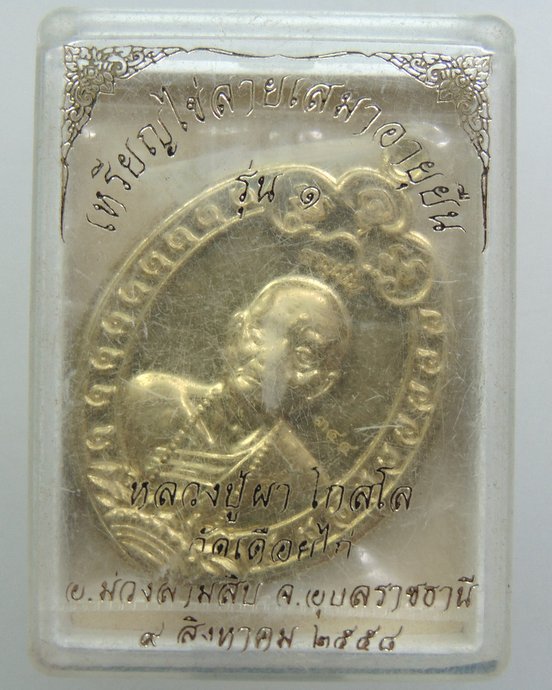 เหรียญไข่ลายเสมาอายุยืน
รุ่น ๑
๑๕๕
หลวงปู่ผา โกสโล
วัดเดือยไก่
อ.ม่วงสามสิบ จ.อุบลราชธานี
๙ สิงหาคม ๒๕๕๘